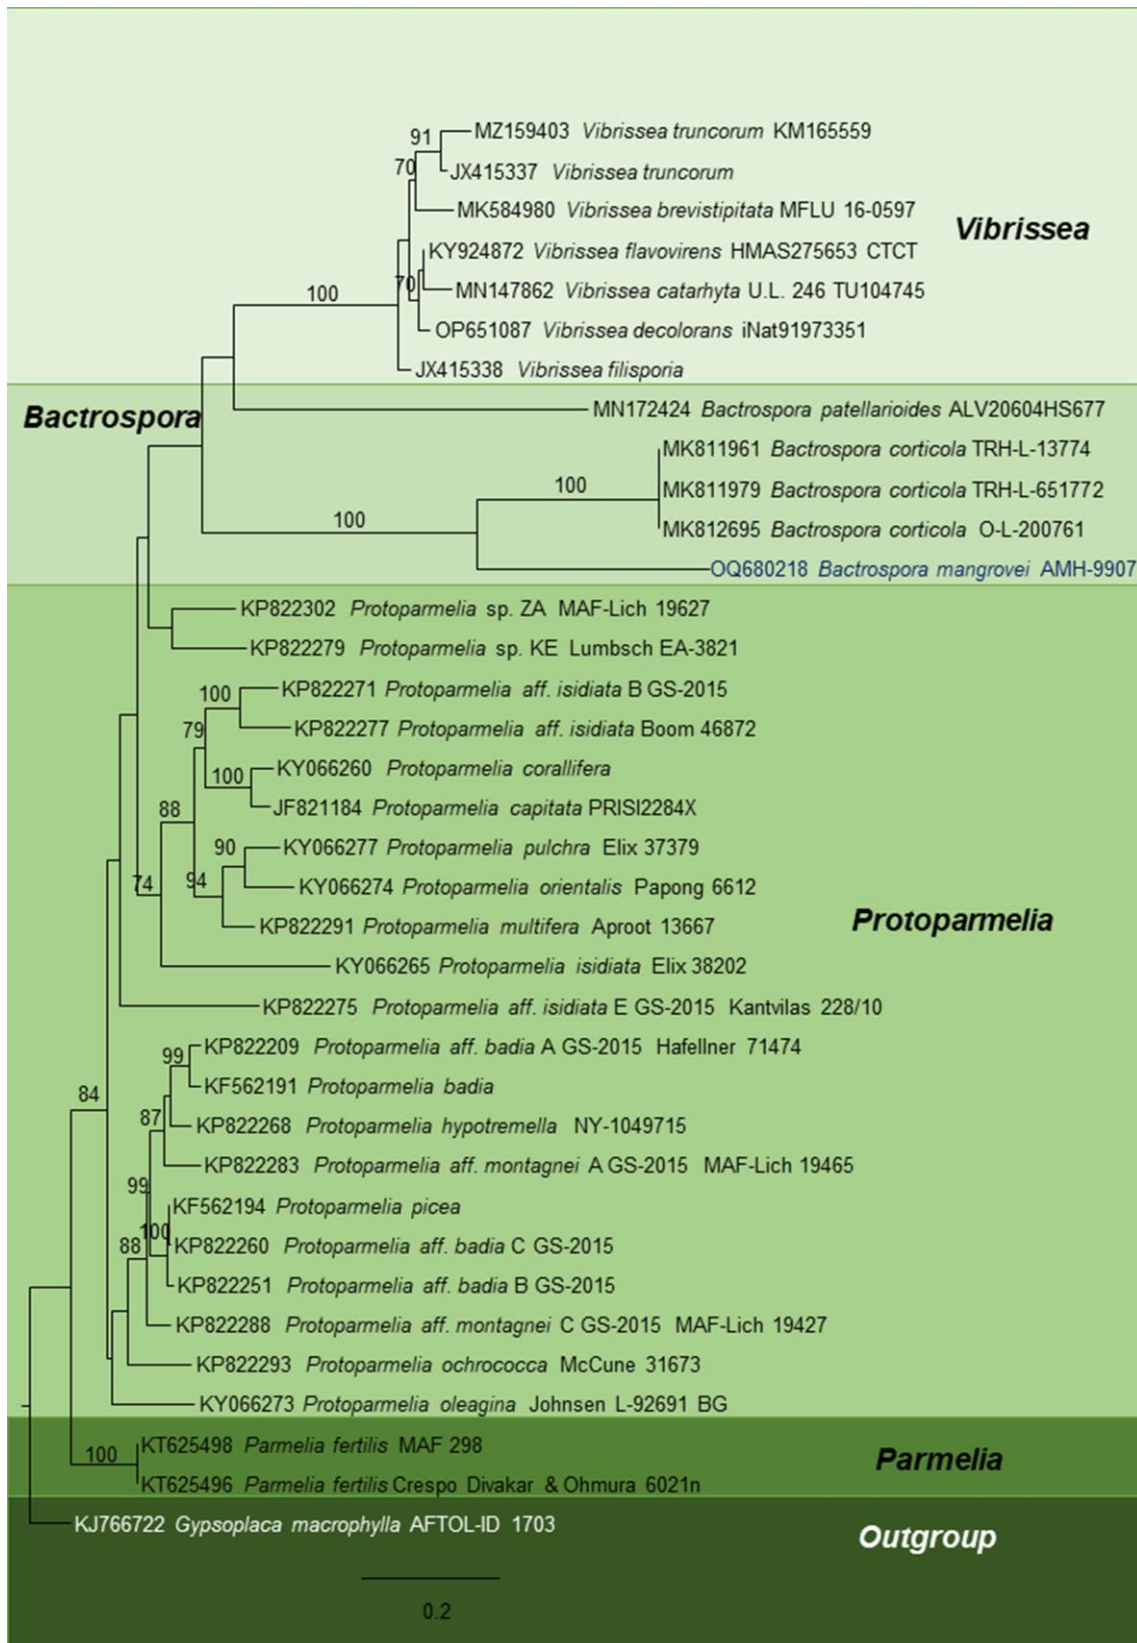 91
MZ159403 Vibrissea truncorum KM165559
70
JX415337 Vibrissea truncorum
MK584980 Vibrissea brevistipitata MFLU 16-0597
Vibrissea
KY924872 Vibrissea flavovirens HMAS275653 CTCT
70
100
MN147862 Vibrissea catarhyta U.L. 246 TU104745
OP651087 Vibrissea decolorans iNat91973351
JX415338 Vibrissea filisporia
Bactrospora
MN172424 Bactrospora patellarioides ALV20604HS677
MK811961 Bactrospora corticola TRH-L-13774
100
MK811979 Bactrospora corticola TRH-L-651772
100
MK812695 Bactrospora corticola O-L-200761
OQ680218 Bactrospora mangrovei AMH-9907
KP822302 Protoparmelia sp. ZA MAF-Lich 19627
KP822279 Protoparmelia sp. KE Lumbsch EA-3821
100
KP822271 Protoparmelia aff. isidiata B GS-2015
79
KP822277 Protoparmelia aff. isidiata Boom 46872
100
KY066260 Protoparmelia corallifera
88
JF821184 Protoparmelia capitata PRISI2284X
90
KY066277 Protoparmelia pulchra Elix 37379
74
94
KY066274 Protoparmelia orientalis Papong 6612
Protoparmelia
KP822291 Protoparmelia multifera Aproot 13667
KY066265 Protoparmelia isidiata Elix 38202
KP822275 Protoparmelia aff. isidiata E GS-2015 Kantvilas 228/10
99
KP822209 Protoparmelia aff. badia A GS-2015 Hafellner 71474
84
KF562191 Protoparmelia badia
87
KP822268 Protoparmelia hypotremella NY-1049715
KP822283 Protoparmelia aff. montagnei A GS-2015 MAF-Lich 19465
99
KF562194 Protoparmelia picea
100
88
KP822260 Protoparmelia aff. badia C GS-2015
KP822251 Protoparmelia aff. badia B GS-2015
KP822288 Protoparmelia aff. montagnei C GS-2015 MAF-Lich 19427
KP822293 Protoparmelia ochrococca McCune 31673
KY066273 Protoparmelia oleagina Johnsen L-92691 BG
KT625498 Parmelia fertilis MAF 298
100
Parmelia
KT625496 Parmelia fertilis Crespo Divakar & Ohmura 6021n
KJ766722 Gypsoplaca macrophylla AFTOL-ID 1703
Outgroup
0.2